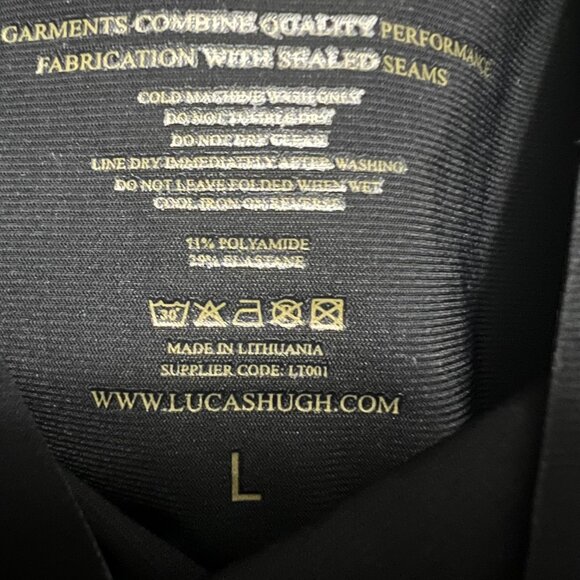 GARMENTS COMBINE QUALITY PERFORMANCE
FABRICATION WITH SEALED SEAMS
COLD MACHINE WASH ONLY
DO NOT TUMBLE DRY
DO NOT DRY CLEAN
LINE DRY IMMEDIATELY AFTER WASHING
DO NOT LEAVE FOLDED WHEN WET
COOL IRON ON REVERSE
POLYAMIDE
29% ELASTANE
30°
MADE IN LITHUANIA
SUPPLIER CODE: LT001
WWW.LUCASHUGH.COM
L